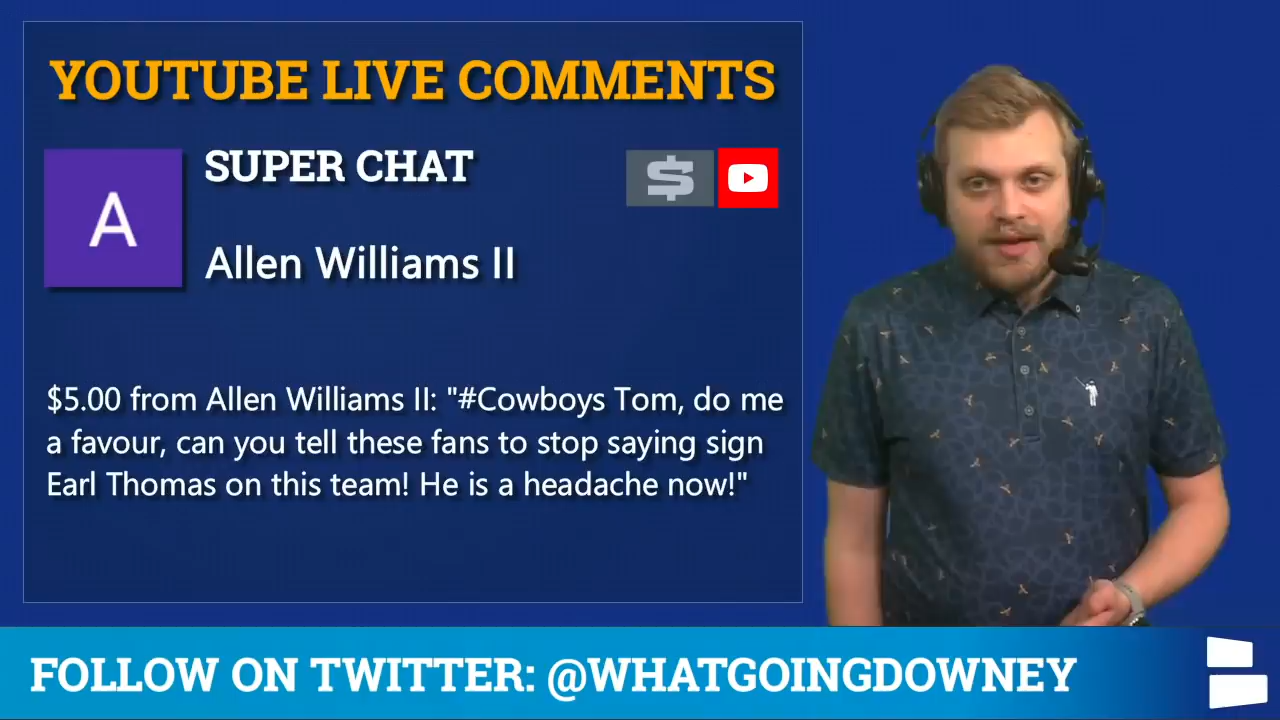 YOUTUBE LIVE COMMENTS
A
SUPER CHAT
Allen Williams II
$5.00 from Allen Williams II: "#Cowboys Tom, do me
a favour, can you tell these fans to stop saying sign
Earl Thomas on this team! He is a headache now!"
FOLLOW ON TWITTER: @WHATGOINGDOWNEY